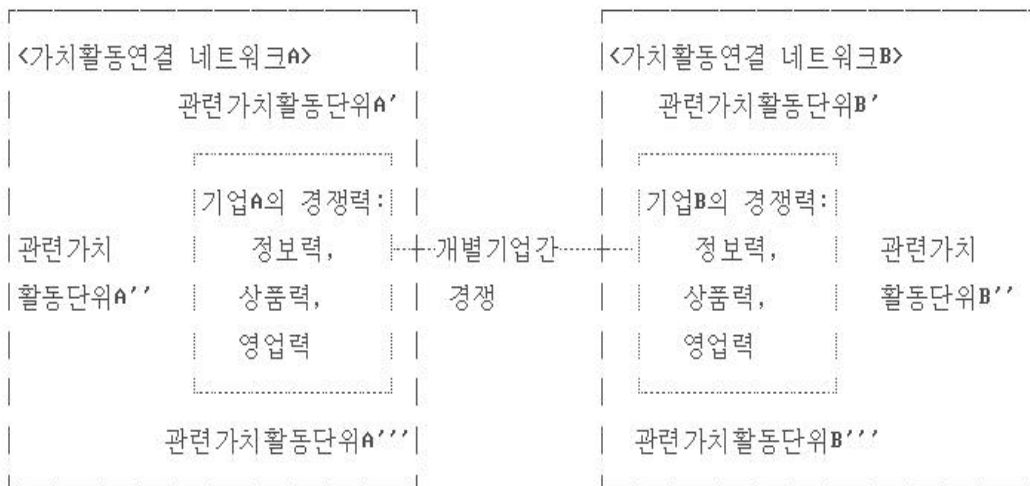 <가치활동연결 네트워크A> <가치활동연결 네트워크B>
관련가치활동단위A' 관련가치활동단위B'
기업A의 경쟁력: 기업B의 경쟁력:
관련가치 정보력, 개별기업간 정보력, 관련가치
활동단위A'' 상품력, 경쟁 상품력, 활동단위B''
영업력 영업력
관련가치활동단위A''' 관련가치활동단위B'''